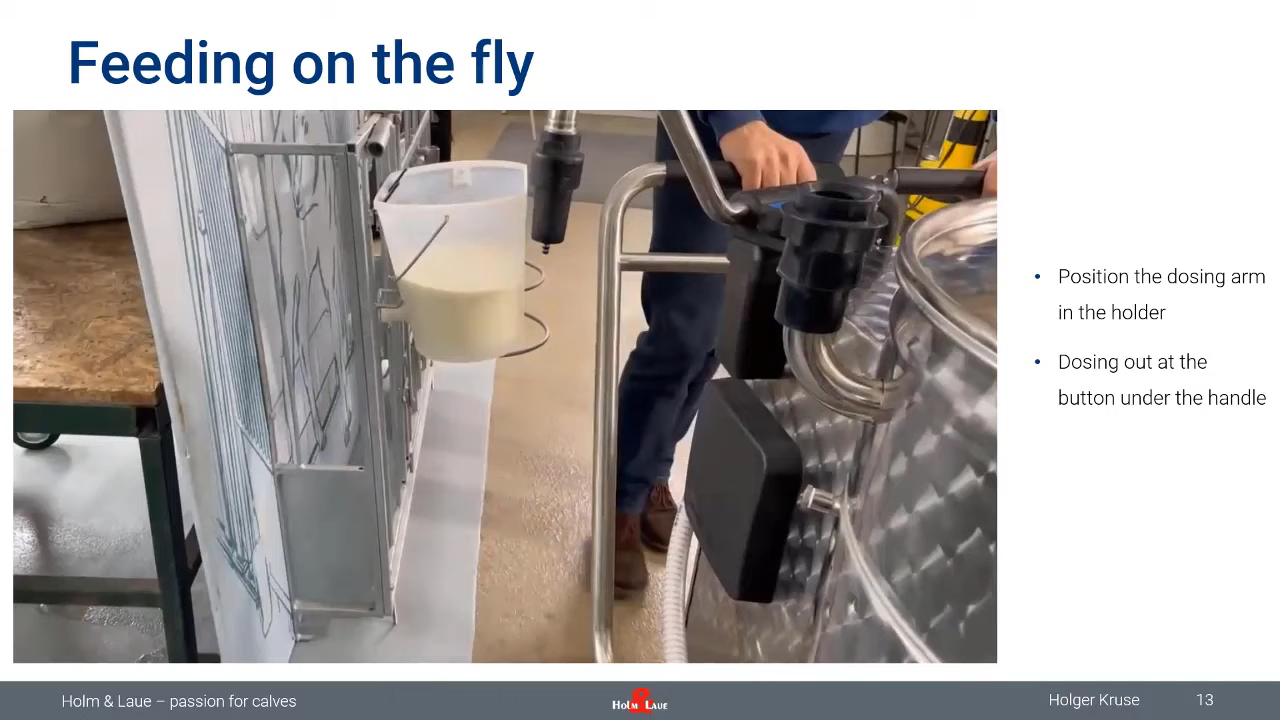 Feeding on the fly
• Position the dosing arm
in the holder
• Dosing out at the
button under the handle
Holm & Laue – passion for calves
Holm & Laue
Holger Kruse
13